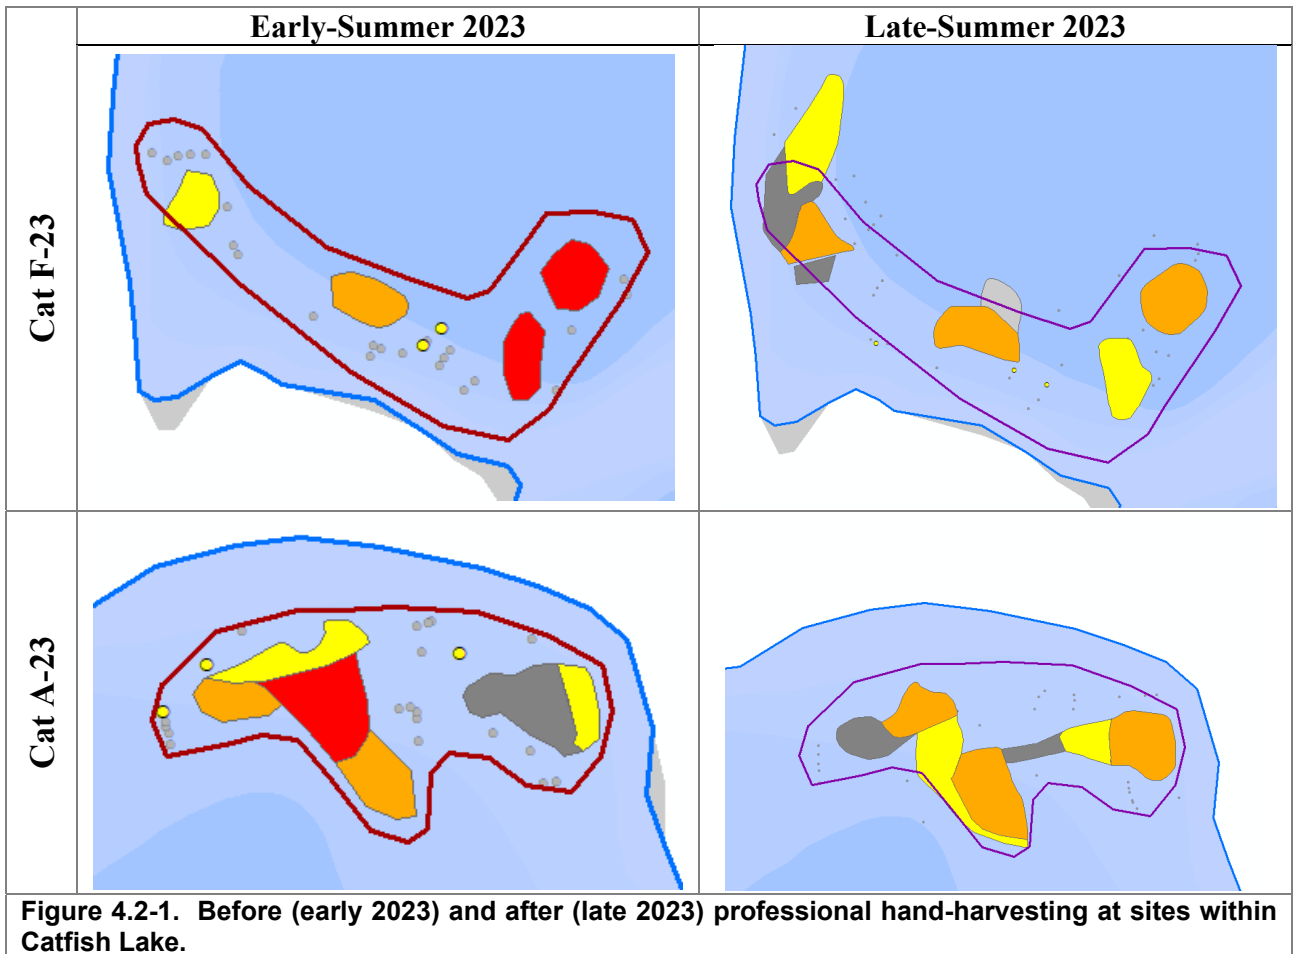 Early-Summer 2023
Late-Summer 2023
Cat F-23
Cat A-23
Figure 4.2-1. Before (early 2023) and after (late 2023) professional hand-harvesting at sites within
Catfish Lake.